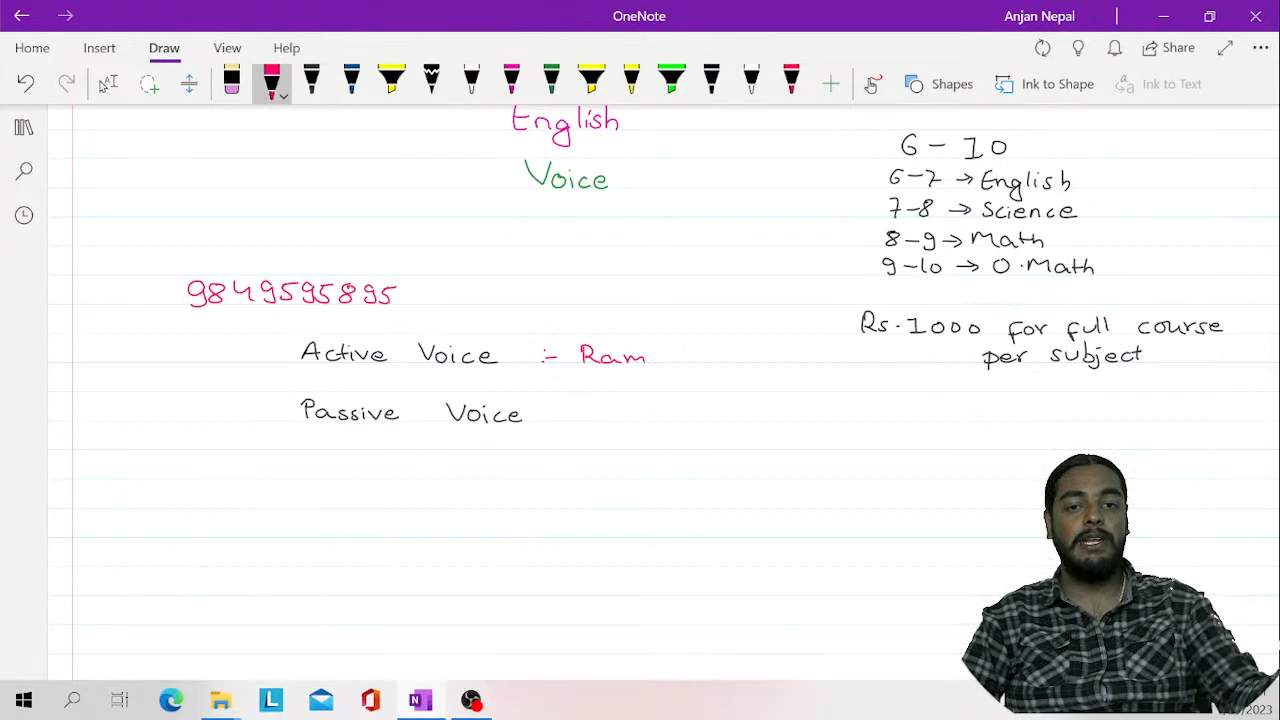 OneNote
Anjan Nepal
Home Insert Draw View Help
Share
Shapes
Ink to Shape
Ink to Text
English
Voice
9849595895
Active Voice :- Ram
Passive Voice
6 - 10
6-7 → English
7-8 → Science
8-9 → Math
9-10 → O.Math
Rs.1000 for full course
per subject